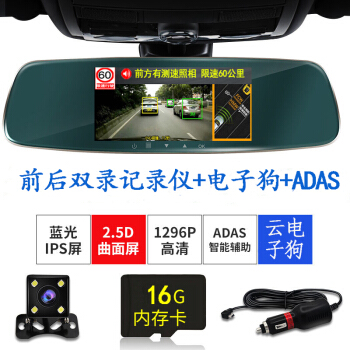 60
前方有测速照相 限速60公里
前后双录记录仪+电子狗+ADAS
蓝光
IPS屏
2.5D
曲面屏
1296P
高清
ADAS
智能辅助
云电
子狗
16G
内存卡